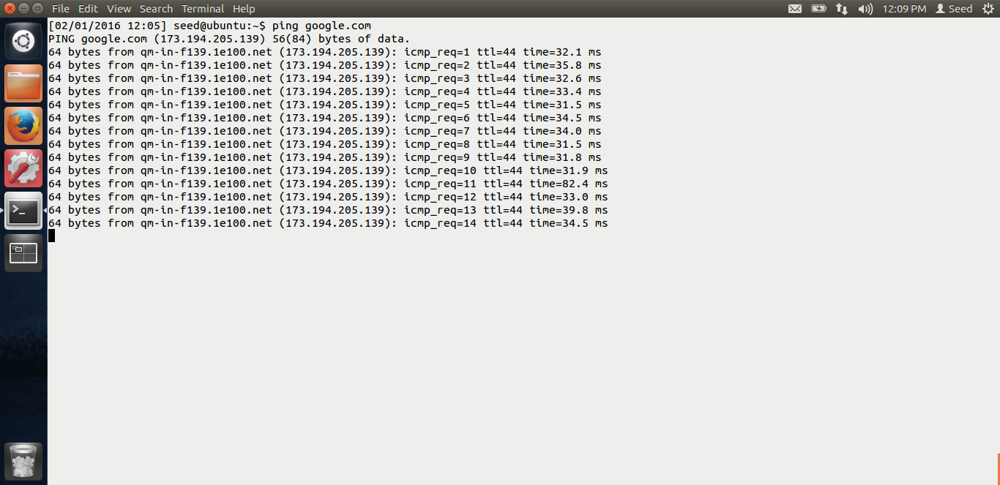 File Edit View Search Terminal Help 12:09 PM Seed
[02/01/2016 12:05] seed@ubuntu:~$ ping google.com
PING google.com (173.194.205.139) 56(84) bytes of data.
64 bytes from qm-in-f139.1e100.net (173.194.205.139): icmp_req=1 ttl=44 time=32.1 ms
64 bytes from qm-in-f139.1e100.net (173.194.205.139): icmp_req=2 ttl=44 time=35.8 ms
64 bytes from qm-in-f139.1e100.net (173.194.205.139): icmp_req=3 ttl=44 time=32.6 ms
64 bytes from qm-in-f139.1e100.net (173.194.205.139): icmp_req=4 ttl=44 time=33.4 ms
64 bytes from qm-in-f139.1e100.net (173.194.205.139): icmp_req=5 ttl=44 time=31.5 ms
64 bytes from qm-in-f139.1e100.net (173.194.205.139): icmp_req=6 ttl=44 time=34.5 ms
64 bytes from qm-in-f139.1e100.net (173.194.205.139): icmp_req=7 ttl=44 time=34.0 ms
64 bytes from qm-in-f139.1e100.net (173.194.205.139): icmp_req=8 ttl=44 time=31.5 ms
64 bytes from qm-in-f139.1e100.net (173.194.205.139): icmp_req=9 ttl=44 time=31.8 ms
64 bytes from qm-in-f139.1e100.net (173.194.205.139): icmp_req=10 ttl=44 time=31.9 ms
64 bytes from qm-in-f139.1e100.net (173.194.205.139): icmp_req=11 ttl=44 time=82.4 ms
64 bytes from qm-in-f139.1e100.net (173.194.205.139): icmp_req=12 ttl=44 time=33.0 ms
64 bytes from qm-in-f139.1e100.net (173.194.205.139): icmp_req=13 ttl=44 time=39.8 ms
64 bytes from qm-in-f139.1e100.net (173.194.205.139): icmp_req=14 ttl=44 time=34.5 ms